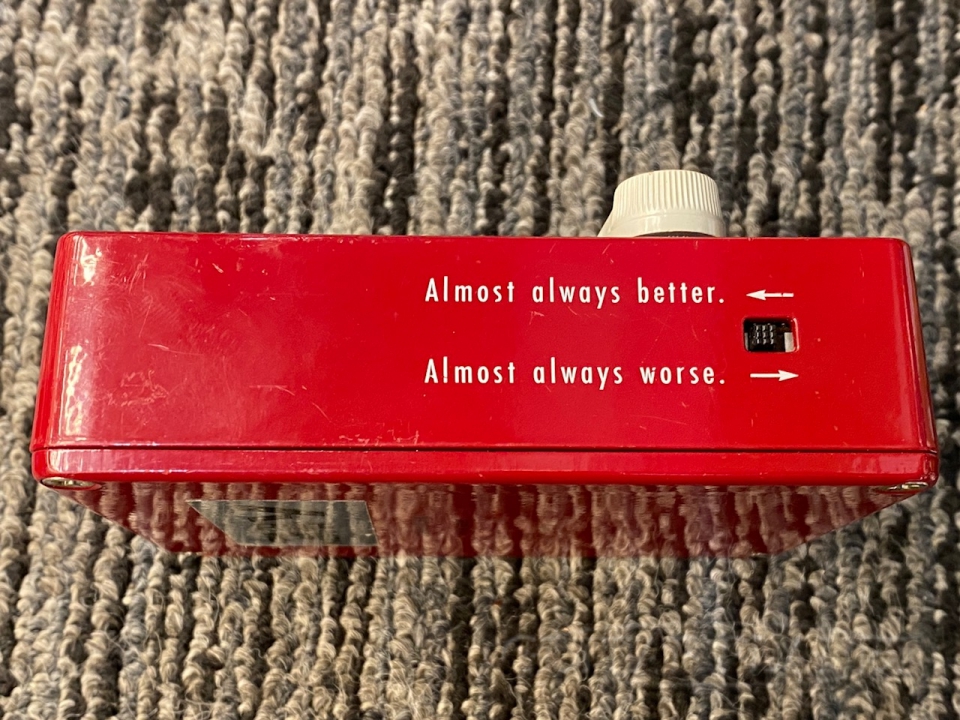 Almost always better. ←
Almost always worse. →